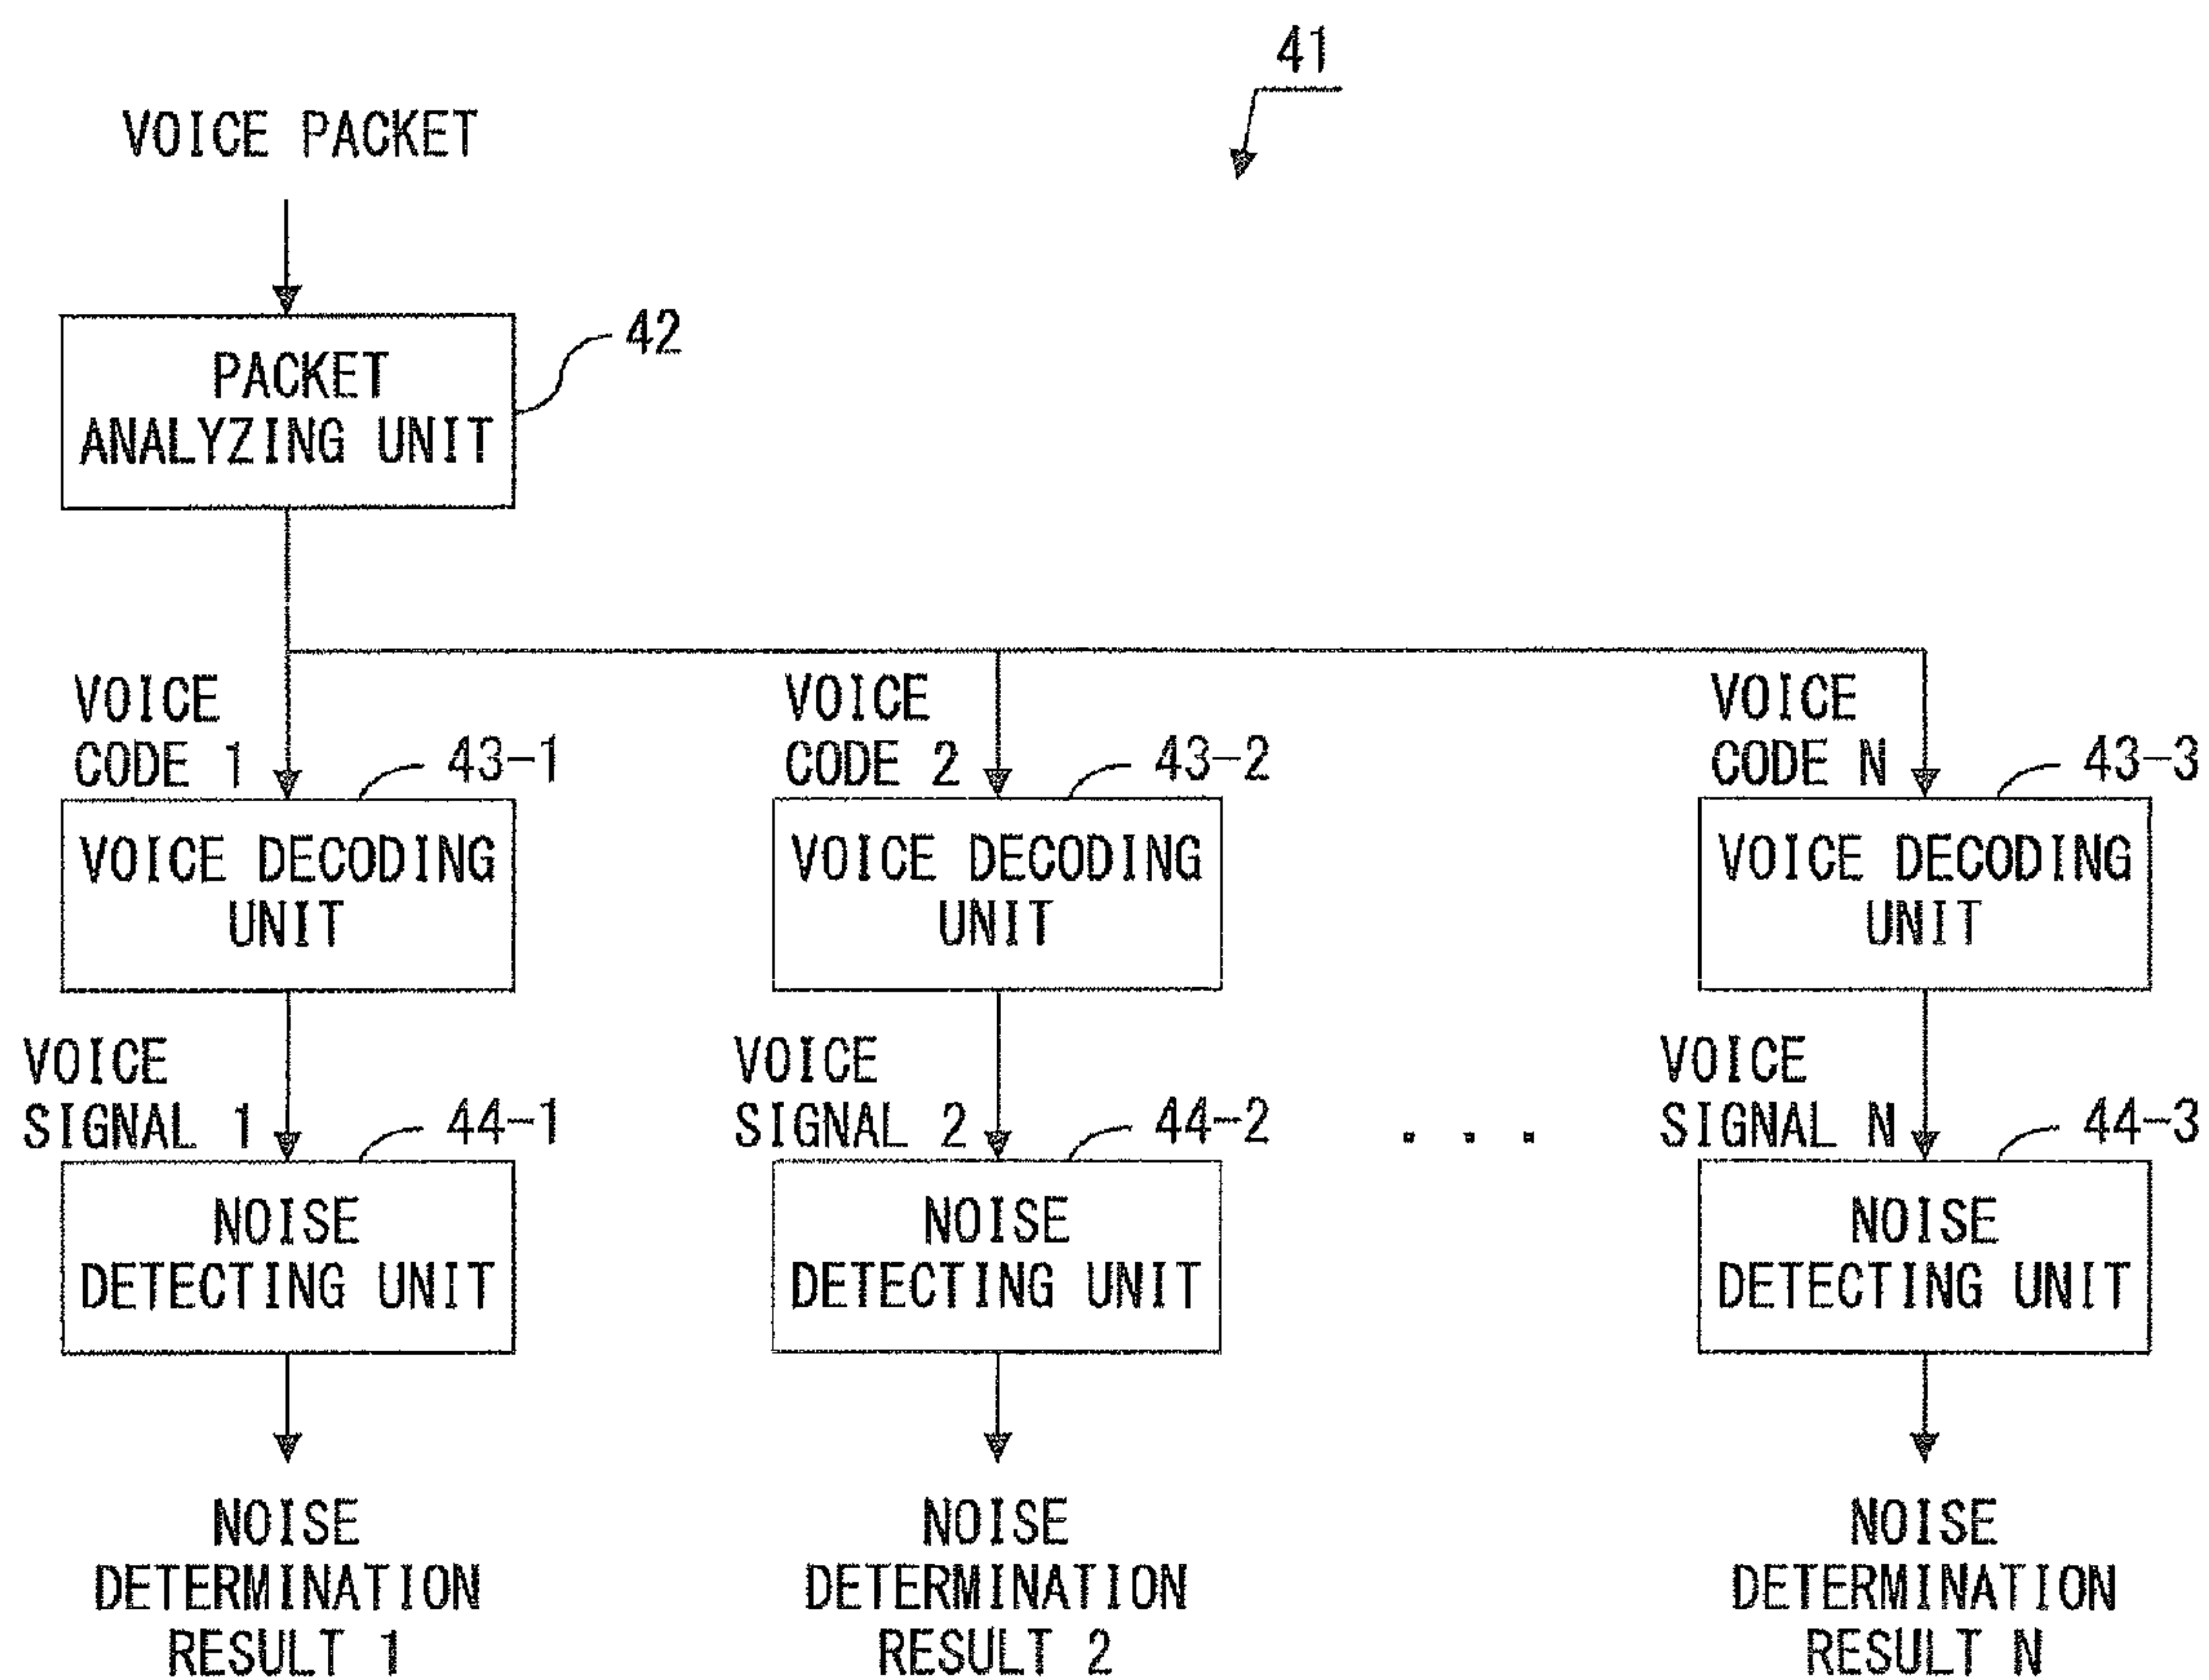 41
VOICE PACKET
42
PACKET
ANALYZING UNIT
VOICE
CODE 1
43-1
VOICE
CODE 2
43-2
VOICE
CODE N
43-3
VOICE DECODING
UNIT
VOICE DECODING
UNIT
VOICE DECODING
UNIT
VOICE
SIGNAL 1
44-1
VOICE
SIGNAL 2
44-2
. . .
VOICE
SIGNAL N
44-3
NOISE
DETECTING UNIT
NOISE
DETECTING UNIT
NOISE
DETECTING UNIT
NOISE
DETERMINATION
RESULT 1
NOISE
DETERMINATION
RESULT 2
NOISE
DETERMINATION
RESULT N